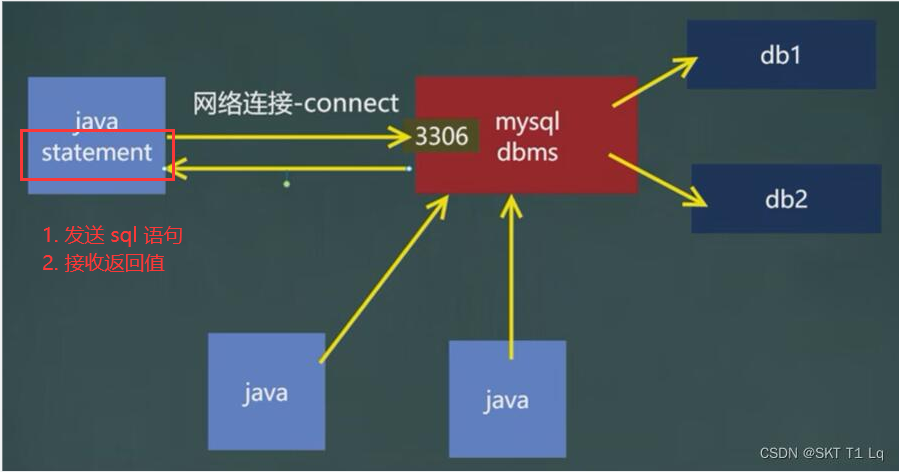 java
statement
网络连接-connect
3306
mysql
dbms
db1
db2
1. 发送 sql 语句
2. 接收返回值
java
java
CSDN @SKT T1 Lq